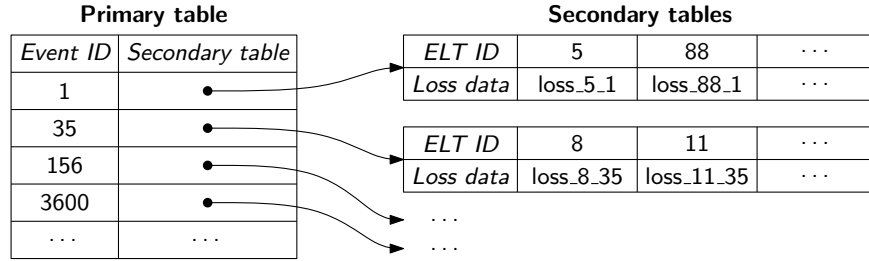 Primary table
Event ID Secondary table
1
35
156
3600
· · · · · ·
Secondary tables
ELT ID 5 88 · · ·
Loss data loss_5_1 loss_88_1 · · ·
ELT ID 8 11 · · ·
Loss data loss_8_35 loss_11_35 · · ·
· · ·
· · ·